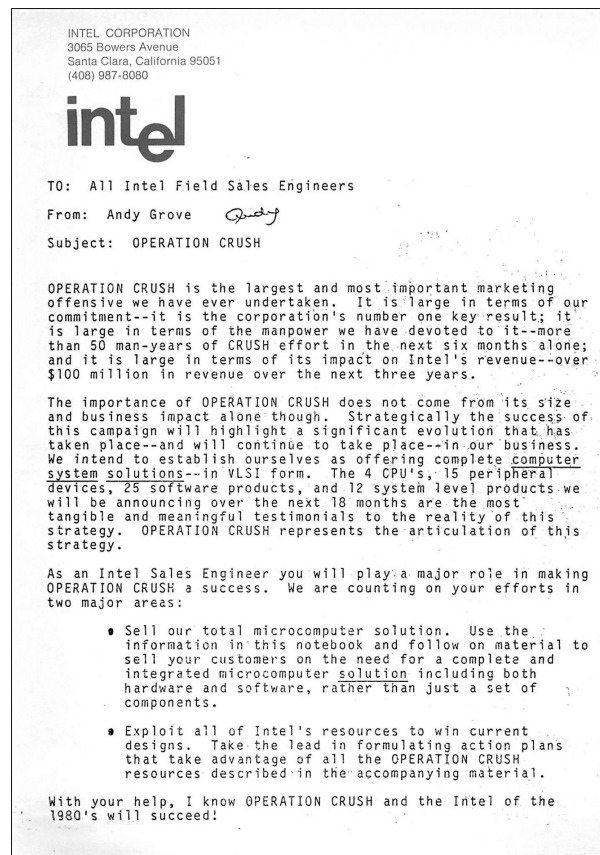 INTEL CORPORATION
3065 Bowers Avenue
Santa Clara, California 95051
(408) 987-8080
intel
TO: All Intel Field Sales Engineers
From: Andy Grove Andy
Subject: OPERATION CRUSH
OPERATION CRUSH is the largest and most important marketing
offensive we have ever undertaken. It is large in terms of our
commitment--it is the corporation's number one key result; it
is large in terms of the manpower we have devoted to it--more
than 50 man-years of CRUSH effort in the next six months alone;
and it is large in terms of its impact on Intel's revenue--over
$100 million in revenue over the next three years.
The importance of OPERATION CRUSH does not come from its size
and business impact alone though. Strategically the success of
this campaign will highlight a significant evolution that has
taken place--and will continue to take place--in our business.
We intend to establish ourselves as offering complete computer
system solutions--in VLSI form. The 4 CPU's, 15 peripheral
devices, 25 software products, and 12 system level products we
will be announcing over the next 18 months are the most
tangible and meaningful testimonials to the reality of this
strategy. OPERATION CRUSH represents the articulation of this
strategy.
As an Intel Sales Engineer you will play a major role in making
OPERATION CRUSH a success. We are counting on your efforts in
two major areas:
• Sell our total microcomputer solution. Use the
information in this notebook and follow on material to
sell your customers on the need for a complete and
integrated microcomputer solution including both
hardware and software, rather than just a set of
components.
• Exploit all of Intel's resources to win current
designs. Take the lead in formulating action plans
that take advantage of all the OPERATION CRUSH
resources described in the accompanying material.
With your help, I know OPERATION CRUSH and the Intel of the
1980's will succeed!